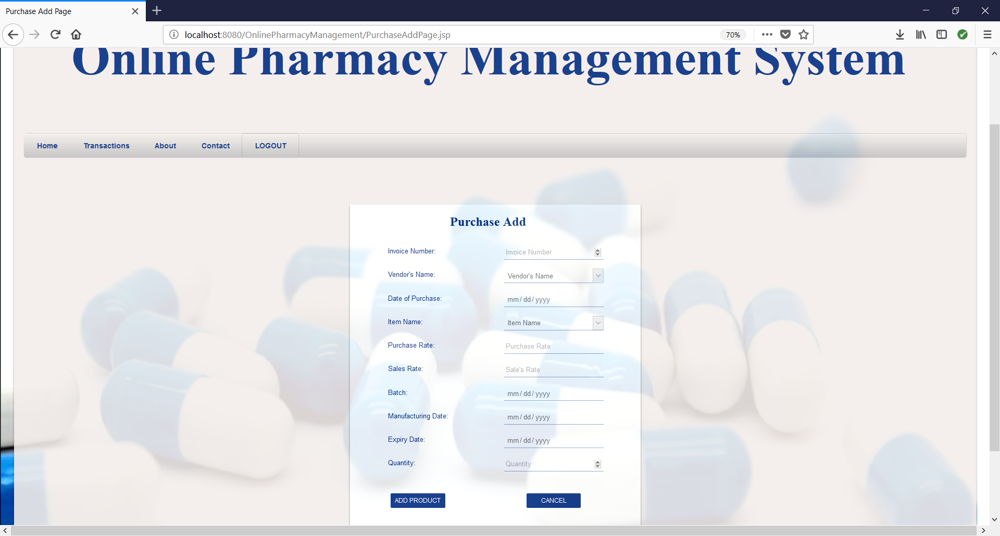 Purchase Add Page
localhost:8080/OnlinePharmacyManagement/PurchaseAddPage.jsp
70%
Online Pharmacy Management System
Home Transactions About Contact LOGOUT
Purchase Add
Invoice Number: Invoice Number
Vendor's Name: Vendor's Name
Date of Purchase: mm / dd / yyyy
Item Name: Item Name
Purchase Rate: Purchase Rate
Sales Rate: Sale's Rate
Batch: mm / dd / yyyy
Manufacturing Date: mm / dd / yyyy
Expiry Date: mm / dd / yyyy
Quantity: Quantity
ADD PRODUCT CANCEL